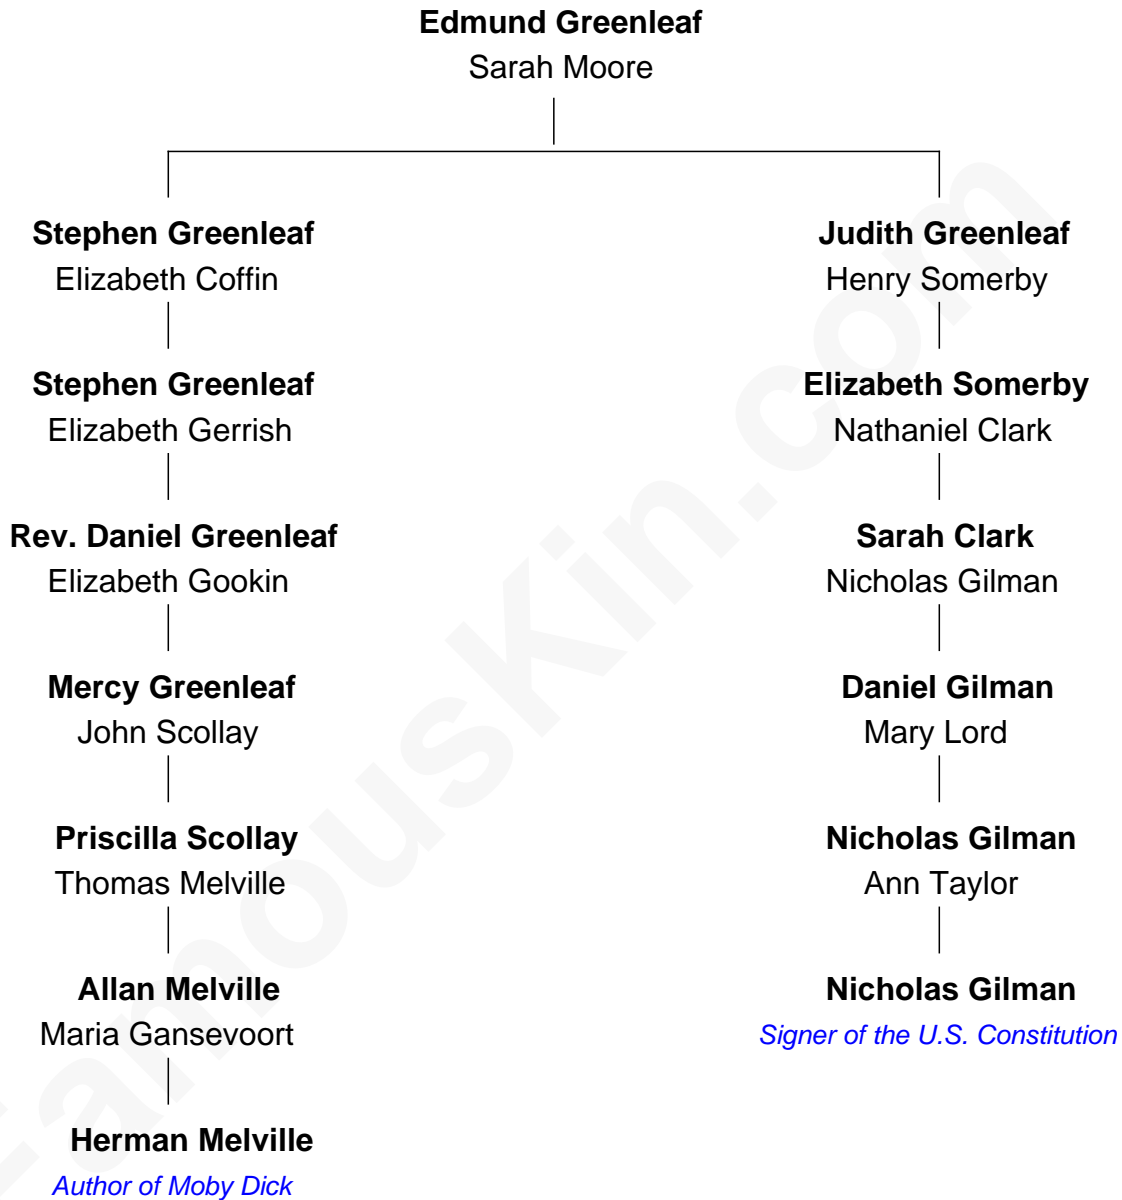 Edmund Greenleaf
Sarah Moore
Stephen Greenleaf
Elizabeth Coffin
Judith Greenleaf
Henry Somerby
Stephen Greenleaf
Elizabeth Gerrish
Elizabeth Somerby
Nathaniel Clark
Rev. Daniel Greenleaf
Elizabeth Gookin
Sarah Clark
Nicholas Gilman
Mercy Greenleaf
John Scollay
Daniel Gilman
Mary Lord
Priscilla Scollay
Thomas Melville
Nicholas Gilman
Ann Taylor
Allan Melville
Maria Gansevoort
Nicholas Gilman
Signer of the U.S. Constitution
Herman Melville
Author of Moby Dick
FamousKin.com